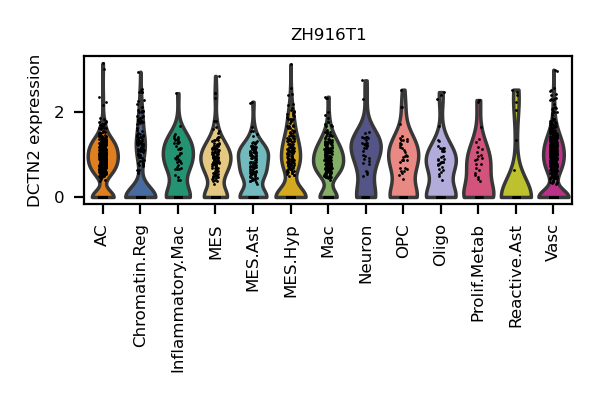 ZH916T1
DCTN2 expression
2
0
AC
Chromatin.Reg
Inflammatory.Mac
MES
MES.Ast
MES.Hyp
Mac
Neuron
OPC
Oligo
Prolif.Metab
Reactive.Ast
Vasc